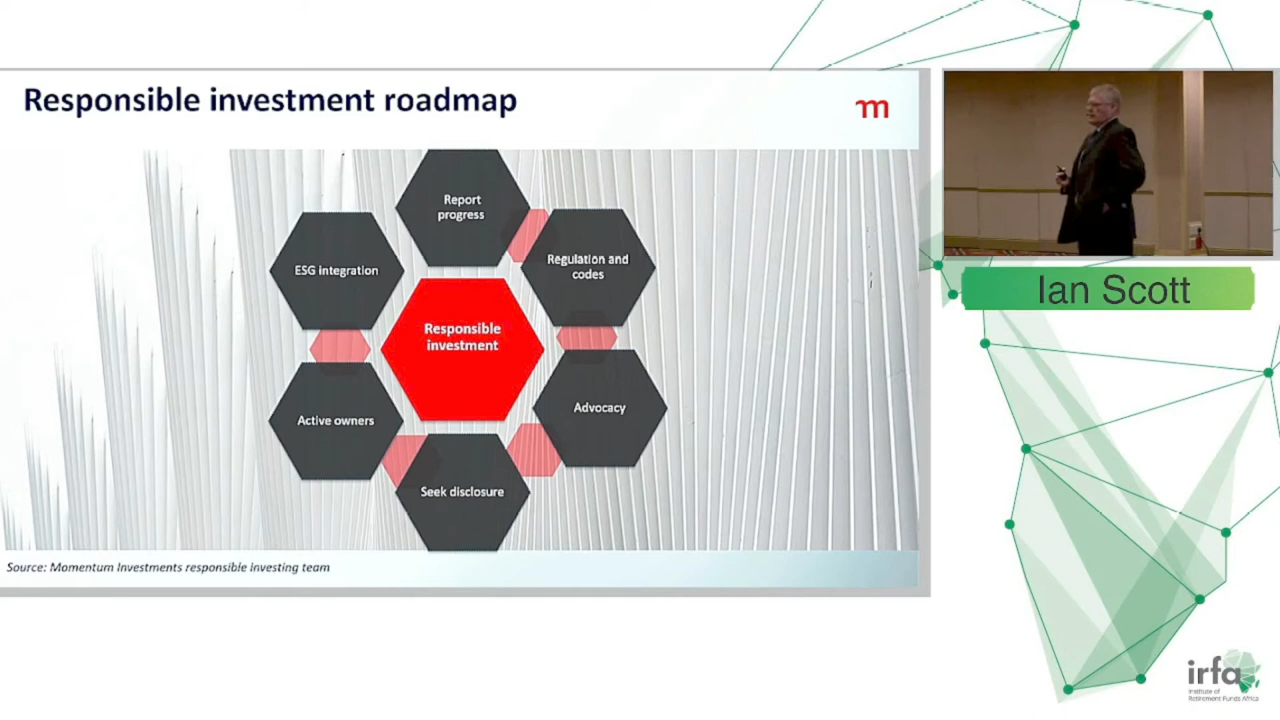 Responsible investment roadmap
m
Report
progress
ESG integration
Regulation and
codes
Responsible
investment
Active owners
Advocacy
Seek disclosure
Source: Momentum Investments responsible investing team
Ian Scott
irfa
Institute of
Retirement Funds Africa